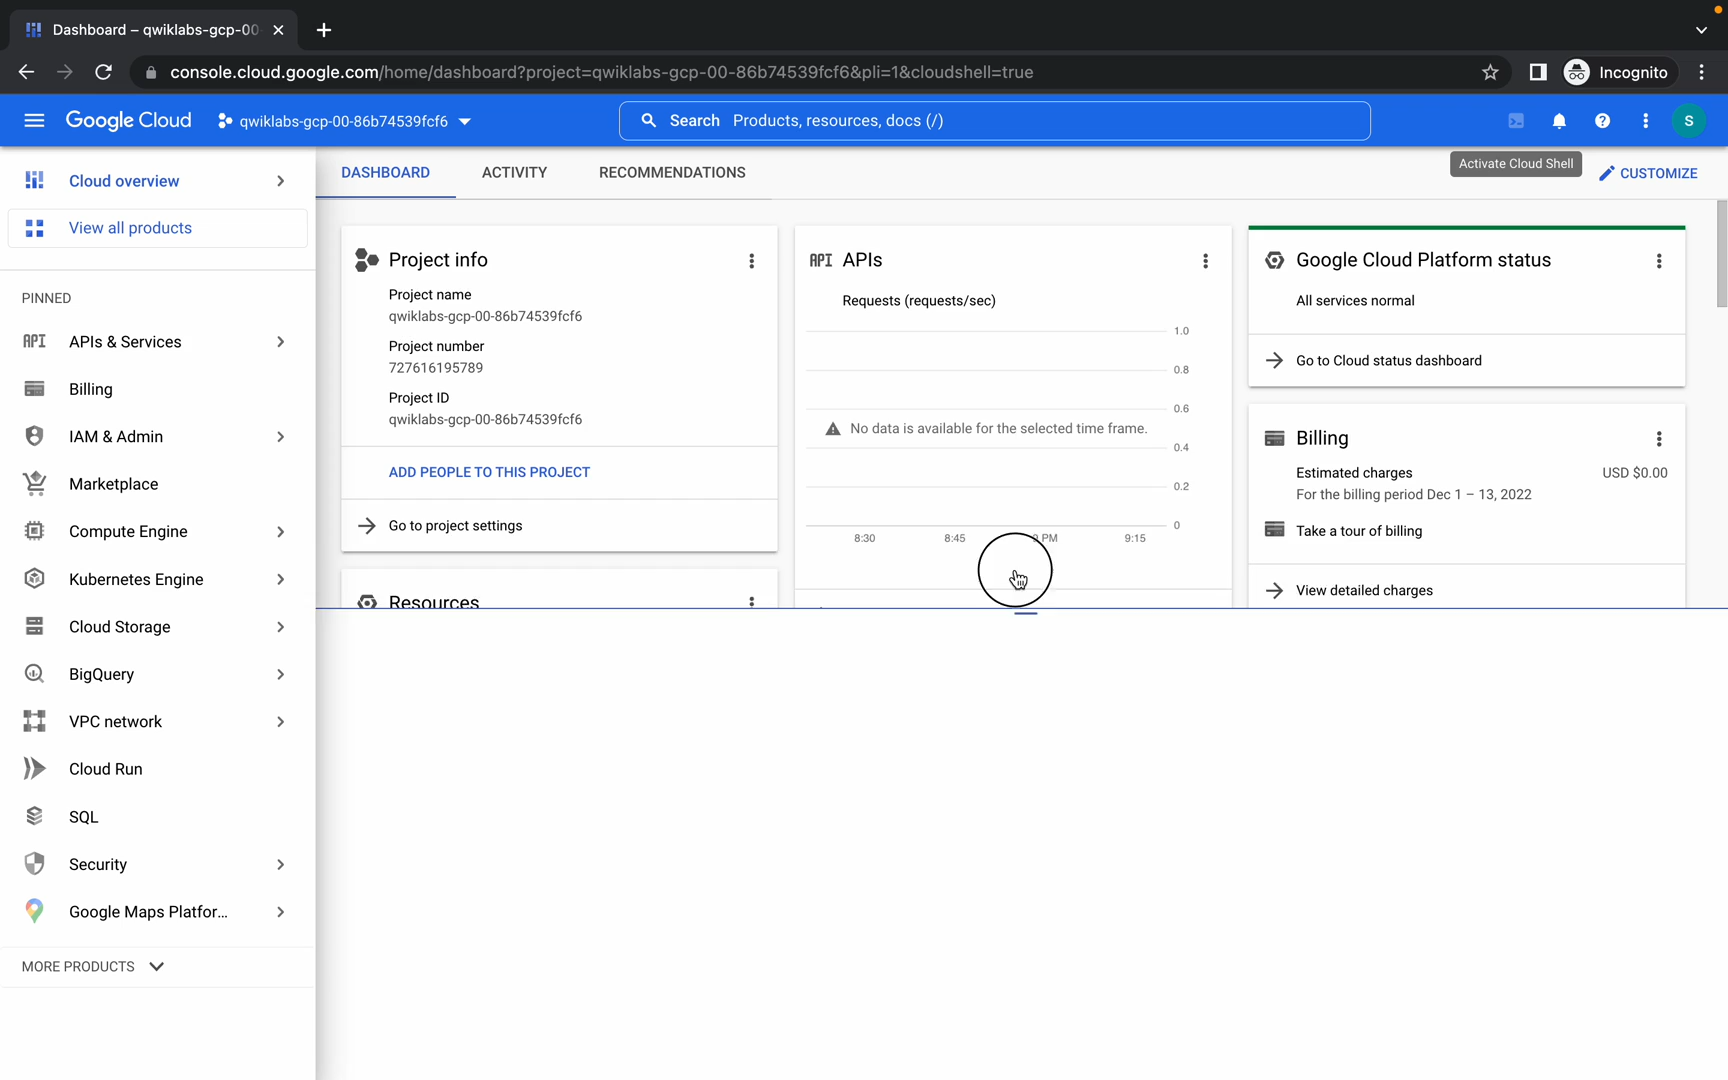 Dashboard – qwiklabs-gcp-00
console.cloud.google.com/home/dashboard?project=qwiklabs-gcp-00-86b74539fcf6&pli=1&cloudshell=true
Incognito
Google Cloud
qwiklabs-gcp-00-86b74539fcf6
Search Products, resources, docs (/)
S
Activate Cloud Shell
Cloud overview
View all products
PINNED
API APIs & Services
Billing
IAM & Admin
Marketplace
Compute Engine
Kubernetes Engine
Cloud Storage
BigQuery
VPC network
Cloud Run
SQL
Security
Google Maps Platfor...
MORE PRODUCTS
DASHBOARD
ACTIVITY
RECOMMENDATIONS
CUSTOMIZE
Project info
Project name
qwiklabs-gcp-00-86b74539fcf6
Project number
727616195789
Project ID
qwiklabs-gcp-00-86b74539fcf6
ADD PEOPLE TO THIS PROJECT
Go to project settings
Resources
API APIs
Requests (requests/sec)
1.0
0.8
0.6
No data is available for the selected time frame.
0.4
0.2
0
8:30
8:45
9 PM
9:15
Google Cloud Platform status
All services normal
Go to Cloud status dashboard
Billing
Estimated charges USD $0.00
For the billing period Dec 1 – 13, 2022
Take a tour of billing
View detailed charges